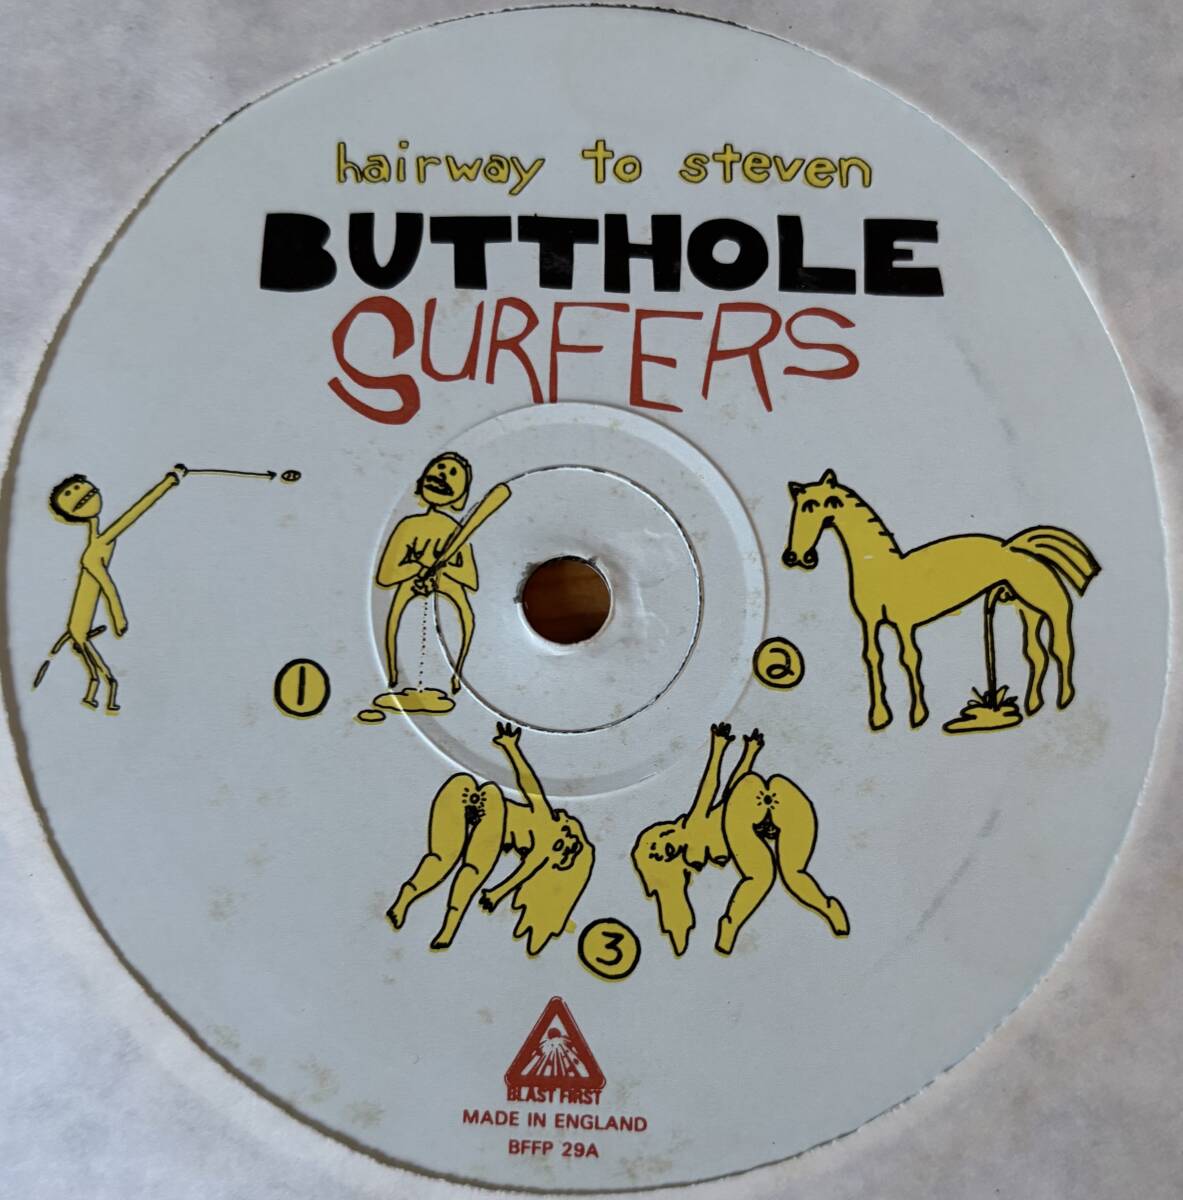 hairway to steven
BUTTHOLE
SURFERS
1
2
3
BLAST FIRST
MADE IN ENGLAND
BFFP 29A